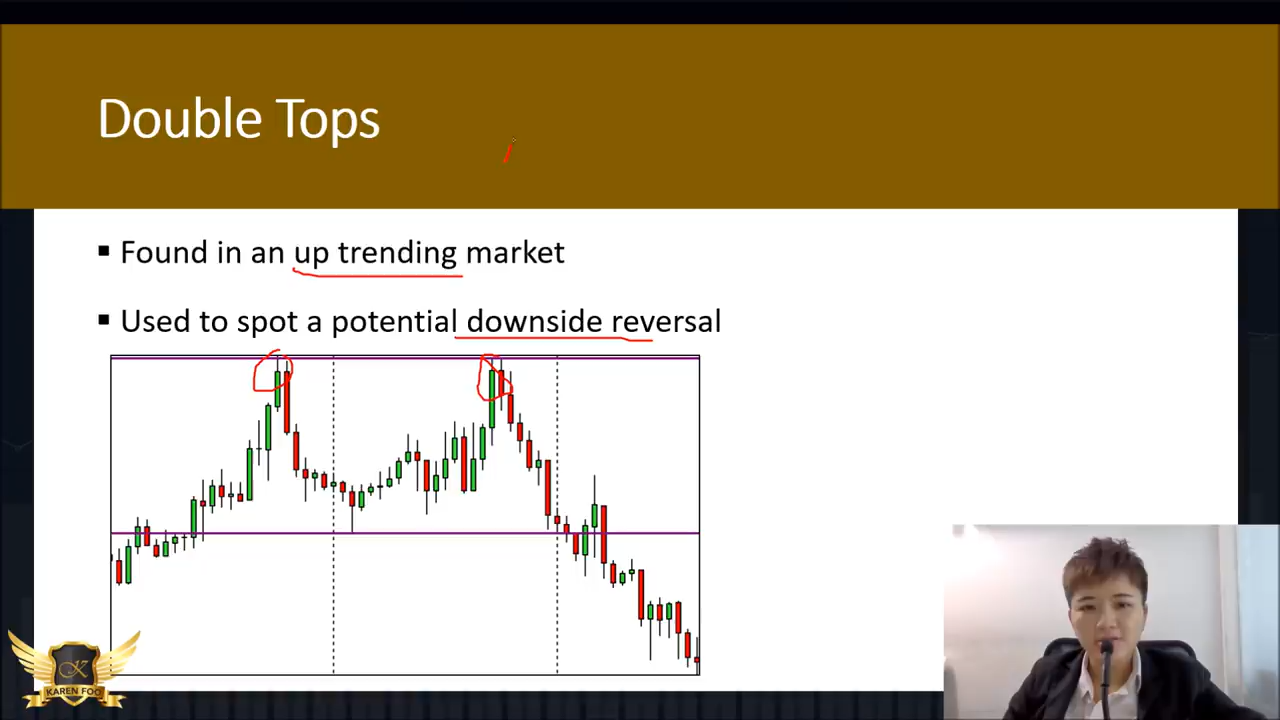 Double Tops
▪ Found in an up trending market
▪ Used to spot a potential downside reversal
K
KAREN FOO